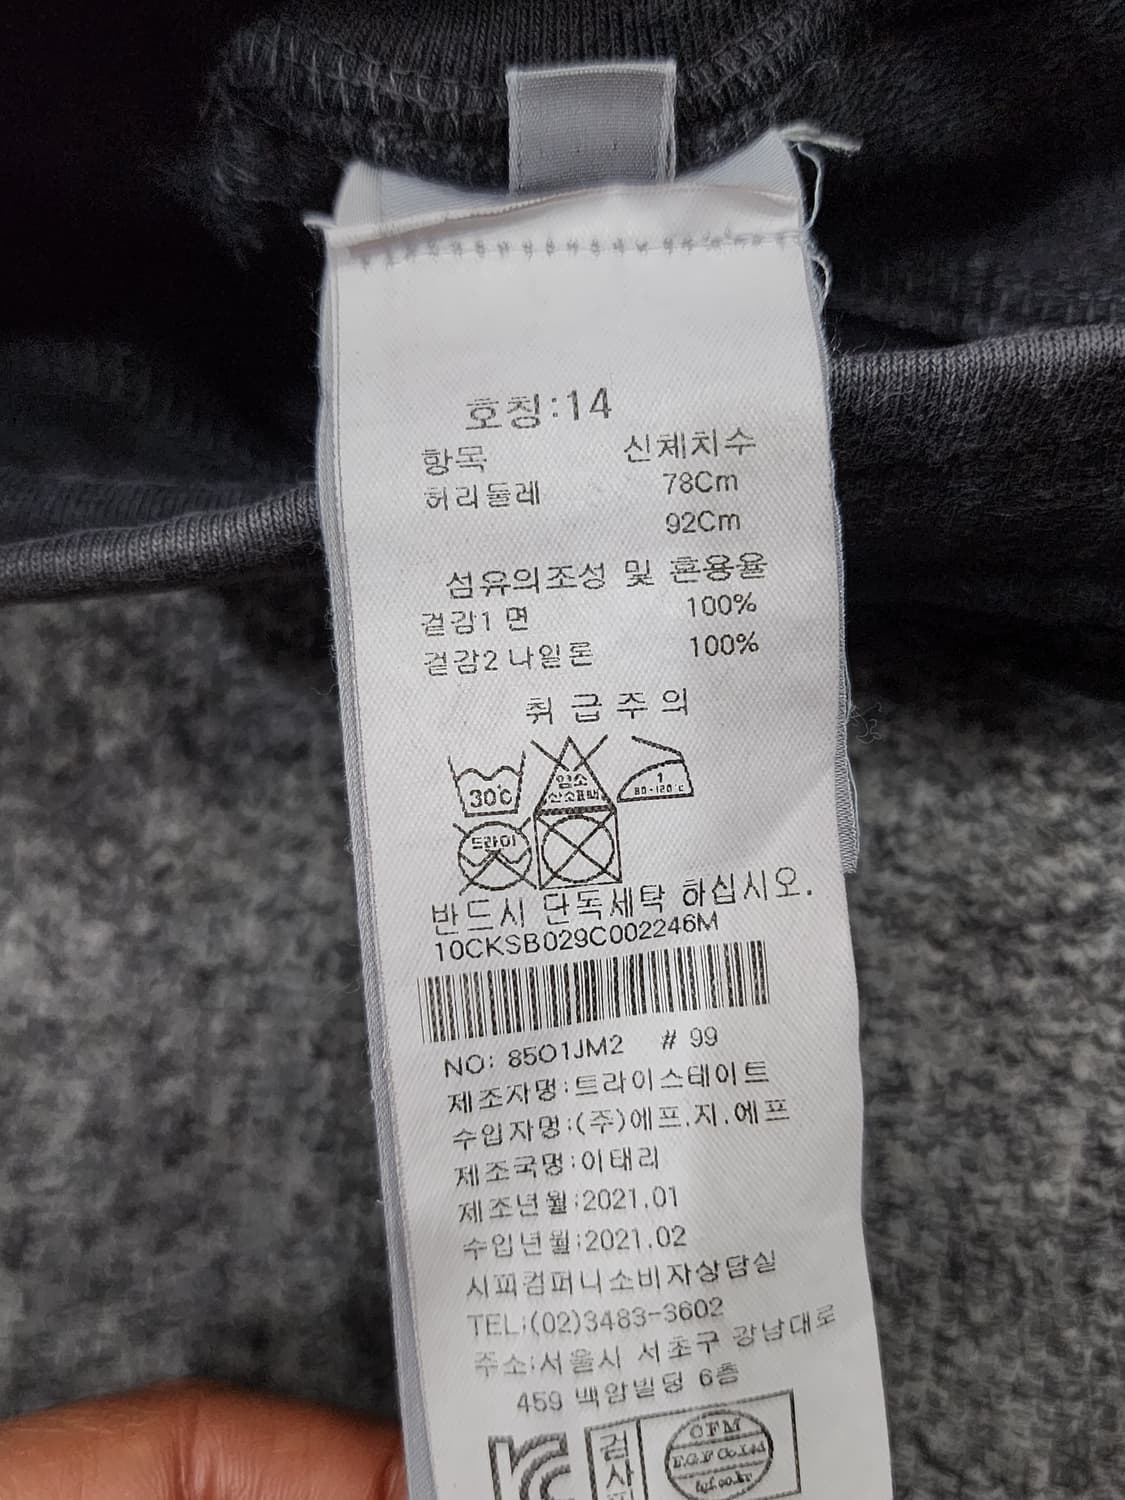 호칭:14
항목 신체치수
허리둘레 78Cm
92Cm
섬유의조성 및 혼용율
겉감1 면 100%
겉감2 나일론 100%
취급주의
30℃
염소
산소표백
1
80-120℃
드라이
반드시 단독세탁 하십시오.
10CKSB029C002246M
NO: 8501JM2 # 99
제조자명:트라이스테이트
수입자명:(주)에프.지.에프
제조국명:이태리
제조년월:2021.01
수입년월:2021.02
시피컴퍼니소비자상담실
TEL:(02)3483-3602
주소:서울시 서초구 강남대로
459 백암빌딩 6층
검
사
CFM
F.G.F Co Ltd